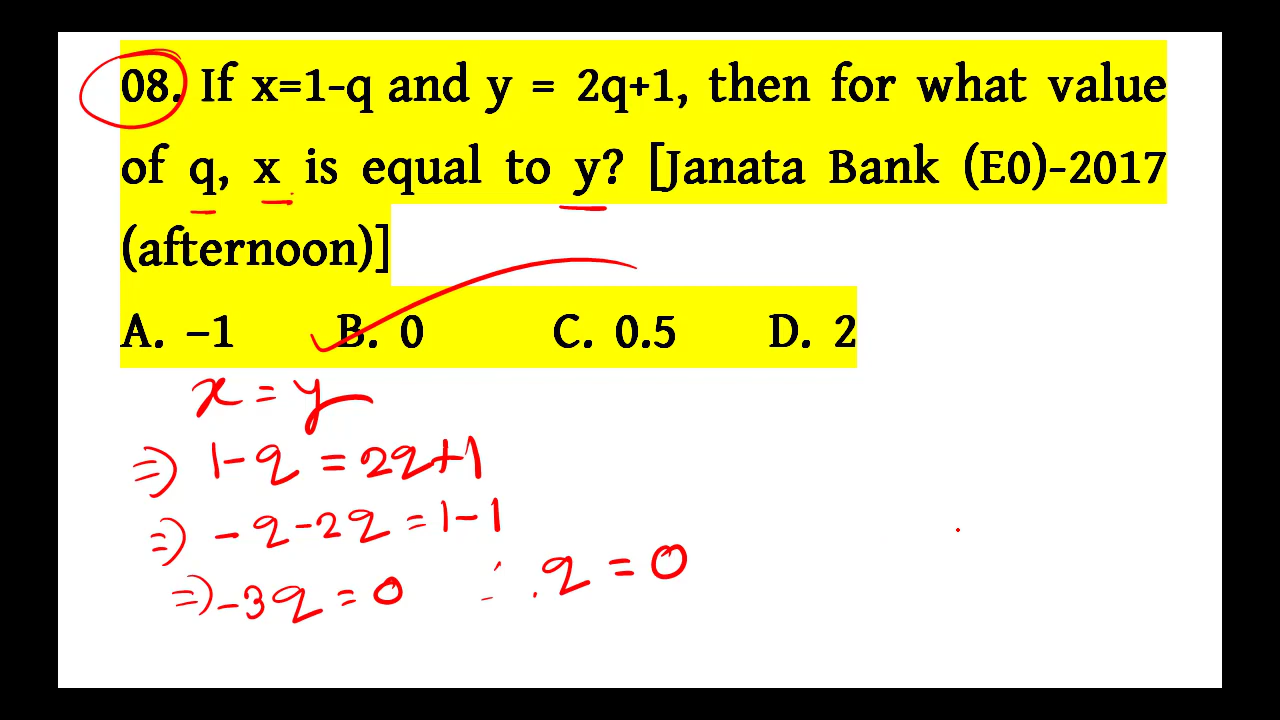 08. If x=1-q and y = 2q+1, then for what value
of q, x is equal to y? [Janata Bank (E0)-2017
(afternoon)]
A. –1 B. 0 C. 0.5 D. 2
x = y
⇒ 1-q = 2q+1
⇒ -q-2q = 1-1
⇒ -3q = 0 ∴ q = 0